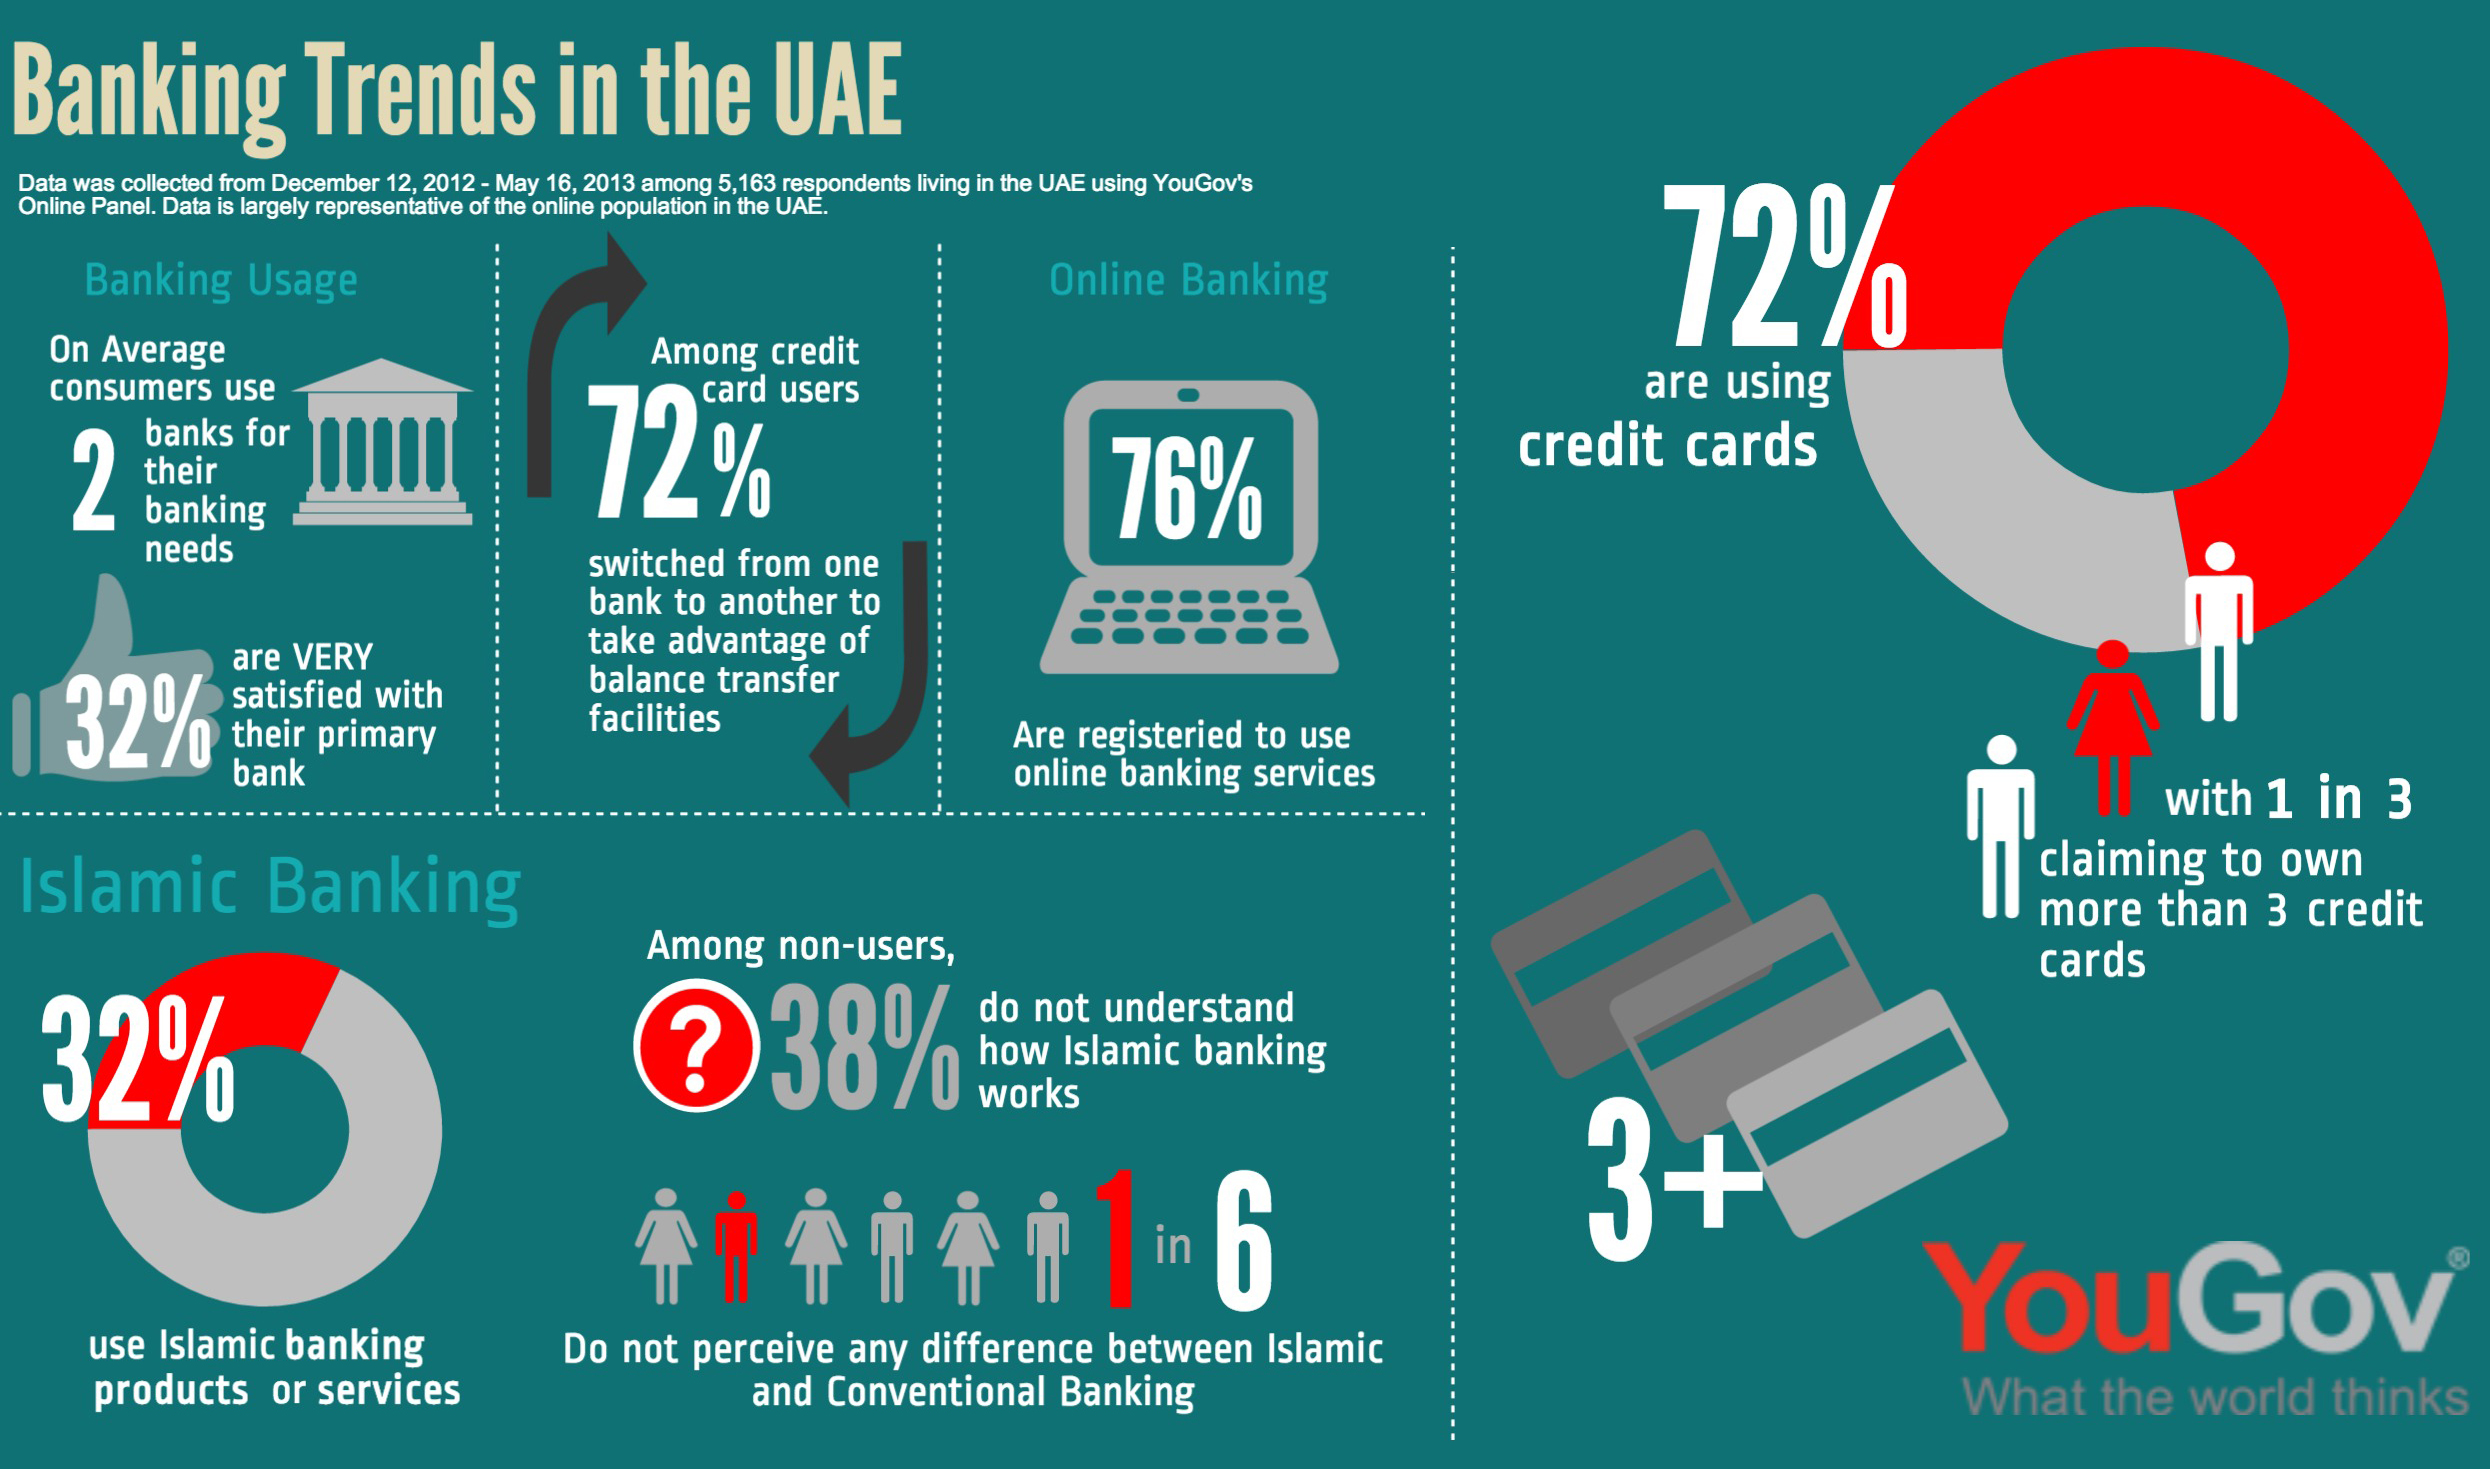 Banking Trends in the UAE
Data was collected from December 12, 2012 - May 16, 2013 among 5,163 respondents living in the UAE using YouGov's
Online Panel. Data is largely representative of the online population in the UAE.
Banking Usage
On Average
consumers use
2
banks for
their
banking
needs
32%
are VERY
satisfied with
their primary
bank
Among credit
card users
72%
switched from one
bank to another to
take advantage of
balance transfer
facilities
Online Banking
76%
Are registeried to use
online banking services
Islamic Banking
32%
use Islamic banking
products or services
Among non-users,
?
38%
do not understand
how Islamic banking
works
1 in 6
Do not perceive any difference between Islamic
and Conventional Banking
72%
are using
credit cards
with 1 in 3
claiming to own
more than 3 credit
cards
3+
YouGov®
What the world thinks